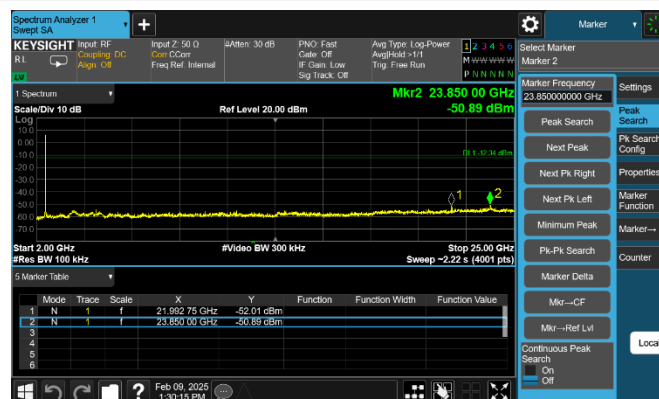 Spectrum Analyzer 1
Swept SA
Marker
KEYSIGHT
Input: RF
Input Z: 50 Ω
#Atten: 30 dB
PNO: Fast
Avg Type: Log-Power
1 2 3 4 5 6
RL
Coupling: DC
Corr CCorr
Gate: Off
Avg|Hold: >1/1
M W W W W W
Align: Off
Freq Ref: Internal
IF Gain: Low
Trig: Free Run
Sig Track: Off
P N N N N N
LXI
Select Marker
Marker 2
1 Spectrum
Mkr2 23.850 00 GHz
Scale/Div 10 dB
Ref Level 20.00 dBm
-50.89 dBm
Log
10.0
0.00
-10.0
DL1 -12.34 dBm
-20.0
-30.0
-40.0
-50.0
-60.0
-70.0
1
2
Start 2.00 GHz
#Video BW 300 kHz
Stop 25.00 GHz
#Res BW 100 kHz
Sweep ~2.22 s (4001 pts)
5 Marker Table
Mode Trace Scale X Y Function Function Width Function Value
1 N 1 f 21.992 75 GHz -52.01 dBm
2 N 1 f 23.850 00 GHz -50.89 dBm
3
4
5
6
Feb 09, 2025
1:30:15 PM
Marker Frequency
23.850000000 GHz
Peak Search
Next Peak
Next Pk Right
Next Pk Left
Minimum Peak
Pk-Pk Search
Marker Delta
Mkr→CF
Mkr→Ref Lvl
Continuous Peak
Search
On
Off
Settings
Peak
Search
Pk Search
Config
Properties
Marker
Function
Marker→
Counter
Local